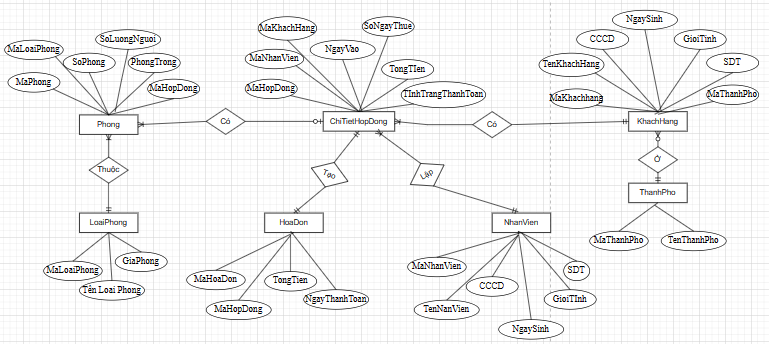 MaLoaiPhong
SoPhong
SoLuongNguoi
PhongTrong
MaPhong
MaHopDong
Phong
Có
MaKhachHang
SoNgayThue
NgayVao
MaNhanVien
TongTIen
MaHopDong
TInhTrangThanhToan
ChiTietHopDong
Có
NgaySinh
CCCD
GioiTinh
TenKhachHang
SDT
MaKhachhang
MaThanhPho
KhachHang
Thuộc
Tạo
Lập
Ở
ThanhPho
MaThanhPho
TenThanhPho
LoaiPhong
MaLoaiPhong
GiaPhong
Tên Loai Phong
HoaDon
MaHoaDon
TongTien
MaHopDong
NgayThanhToan
NhanVien
MaNhanVien
SDT
CCCD
TenNanVien
GioiTInh
NgaySinh